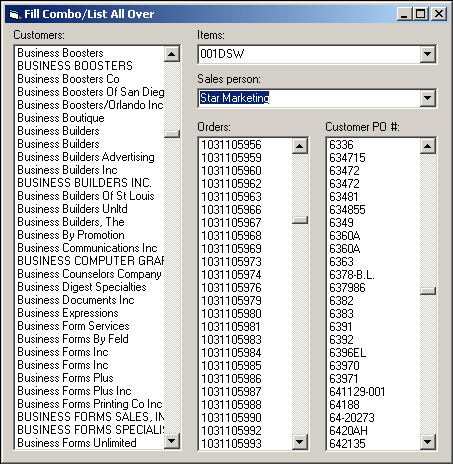 Fill Combo/List All Over
Customers:
Business Boosters
BUSINESS BOOSTERS
Business Boosters Co
Business Boosters Of San Dieg
Business Boosters/Orlando Inc
Business Boutique
Business Builders
Business Builders
Business Builders Advertising
Business Builders Inc
BUSINESS BUILDERS INC.
Business Builders Of St Louis
Business Builders Unltd
Business Builders, The
Business By Promotion
Business Communications Inc
BUSINESS COMPUTER GRAF
Business Counselors Company
Business Digest Specialties
Business Documents Inc
Business Expressions
Business Form Services
Business Forms By Feld
Business Forms Inc
Business Forms Inc
Business Forms Plus
Business Forms Plus Inc
Business Forms Printing Co Inc
BUSINESS FORMS SALES, IN
BUSINESS FORMS SPECIALI
Business Forms Unlimited
Items:
001DSW
Sales person:
Star Marketing
Orders:
1031105956
1031105959
1031105960
1031105962
1031105963
1031105966
1031105967
1031105968
1031105969
1031105973
1031105974
1031105976
1031105979
1031105980
1031105981
1031105983
1031105984
1031105985
1031105986
1031105987
1031105988
1031105990
1031105992
1031105993
Customer PO #:
6336
634715
63472
63472
63481
634855
6349
6360A
6360A
6363
6378-B.L.
637986
6382
6383
6391
6392
6396EL
63970
63971
641129-001
64188
64-20273
6420AH
642135